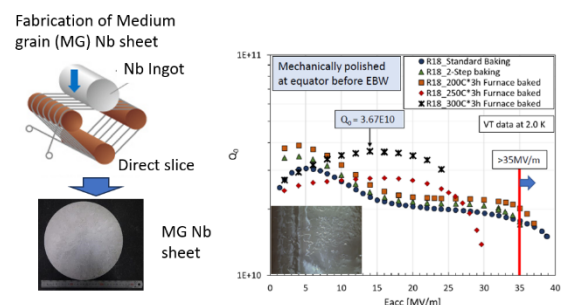 Fabrication of Medium
grain (MG) Nb sheet
Nb Ingot
Direct slice
MG Nb
sheet
1E+11
1E+10
Q₀
Mechanically polished
at equator before EBW
Q₀ = 3.67E10
R18_Standard Baking
R18_2-Step baking
R18_200C*3h Furnace baked
R18_250C*3h Furnace baked
R18_300C*3h Furnace baked
VT data at 2.0 K
>35MV/m
0 5 10 15 20 25 30 35 40
Eacc [MV/m]